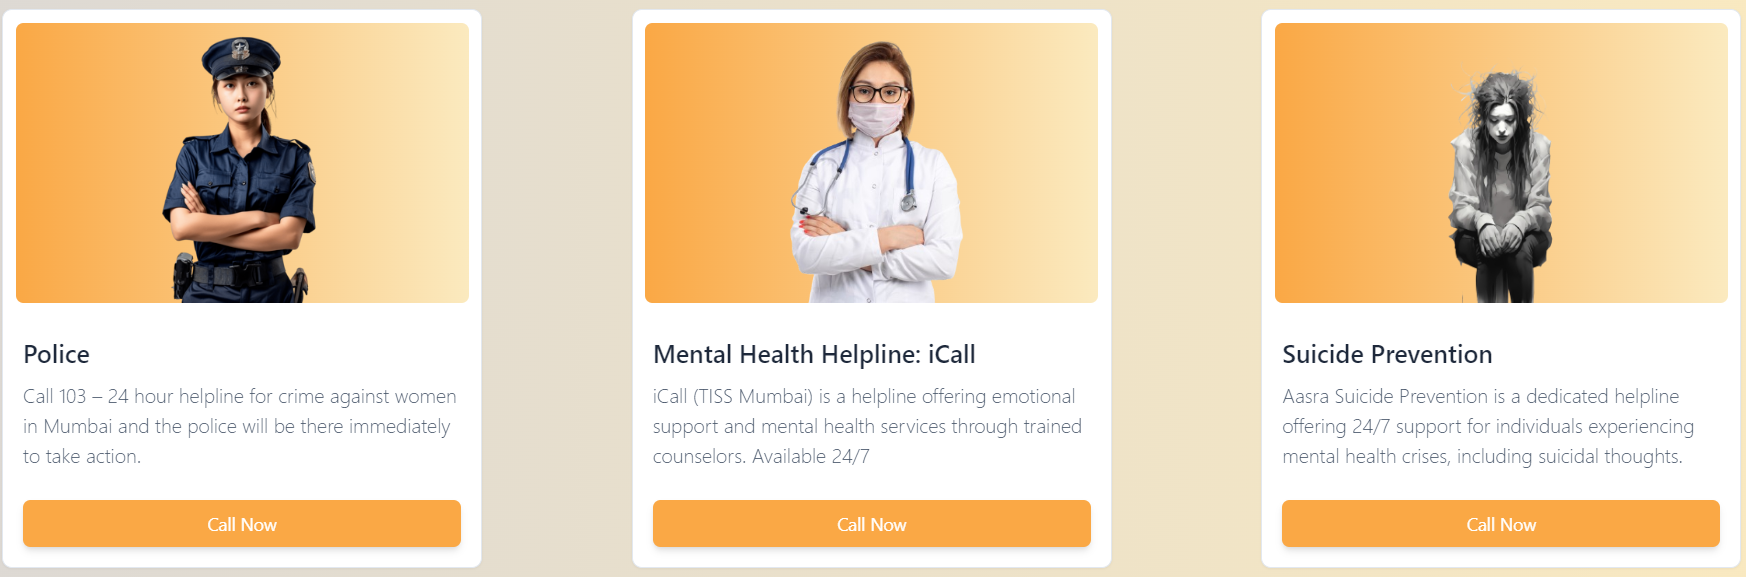 Police
Call 103 – 24 hour helpline for crime against women
in Mumbai and the police will be there immediately
to take action.
Call Now
Mental Health Helpline: iCall
iCall (TISS Mumbai) is a helpline offering emotional
support and mental health services through trained
counselors. Available 24/7
Call Now
Suicide Prevention
Aasra Suicide Prevention is a dedicated helpline
offering 24/7 support for individuals experiencing
mental health crises, including suicidal thoughts.
Call Now